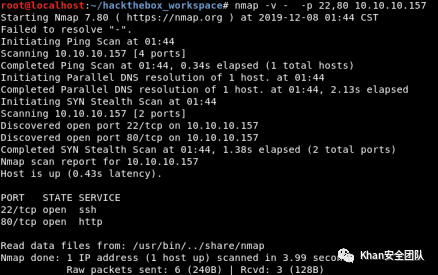 root@localhost:~/hackthebox_workspace# nmap -v -  -p 22,80 10.10.10.157
Starting Nmap 7.80 ( https://nmap.org ) at 2019-12-08 01:44 CST
Failed to resolve "-".
Initiating Ping Scan at 01:44
Scanning 10.10.10.157 [4 ports]
Completed Ping Scan at 01:44, 0.34s elapsed (1 total hosts)
Initiating Parallel DNS resolution of 1 host. at 01:44
Completed Parallel DNS resolution of 1 host. at 01:44, 2.13s elapsed
Initiating SYN Stealth Scan at 01:44
Scanning 10.10.10.157 [2 ports]
Discovered open port 22/tcp on 10.10.10.157
Discovered open port 80/tcp on 10.10.10.157
Completed SYN Stealth Scan at 01:44, 1.38s elapsed (2 total ports)
Nmap scan report for 10.10.10.157
Host is up (0.43s latency).
PORT   STATE SERVICE
22/tcp open  ssh
80/tcp open  http
Read data files from: /usr/bin/../share/nmap
Nmap done: 1 IP address (1 host up) scanned in 3.99
Raw packets sent: 6 (240B) | Rcvd: 3 (128B)
Khan安全团队